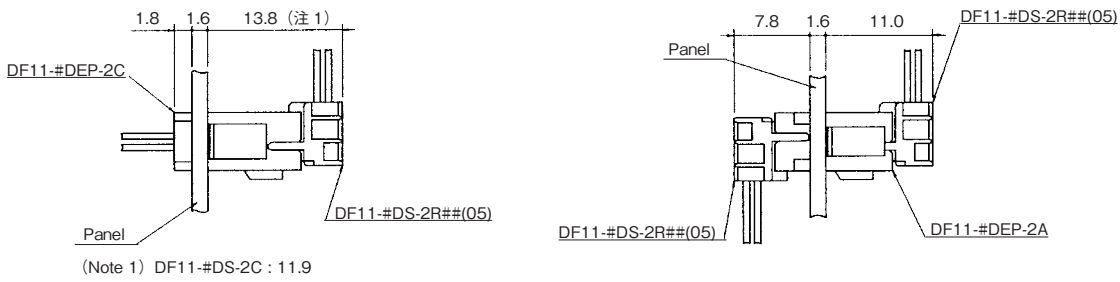 1.8 1.6 13.8（注 1）
DF11-#DEP-2C
DF11-#DS-2R##(05)
Panel
（Note 1）DF11-#DS-2C : 11.9
7.8 1.6 11.0
DF11-#DS-2R##(05)
Panel
DF11-#DS-2R##(05)
DF11-#DEP-2A